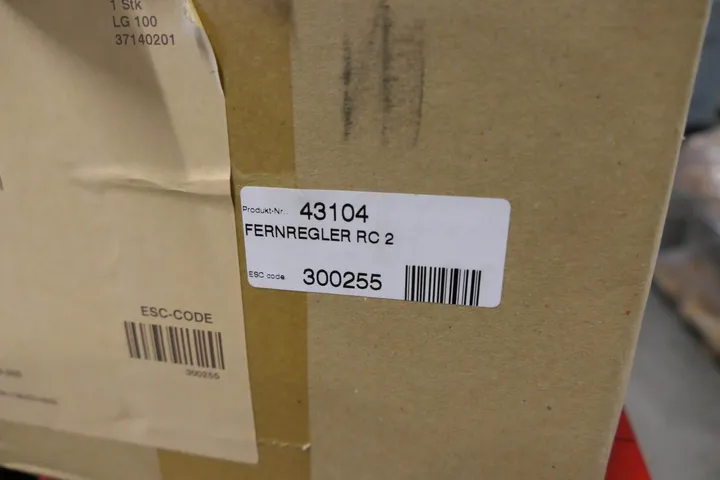 1 Stk
LG 100
37140201
Produkt-Nr.: 43104
FERNREGLER RC 2
ESC code: 300255
ESC-CODE
300255